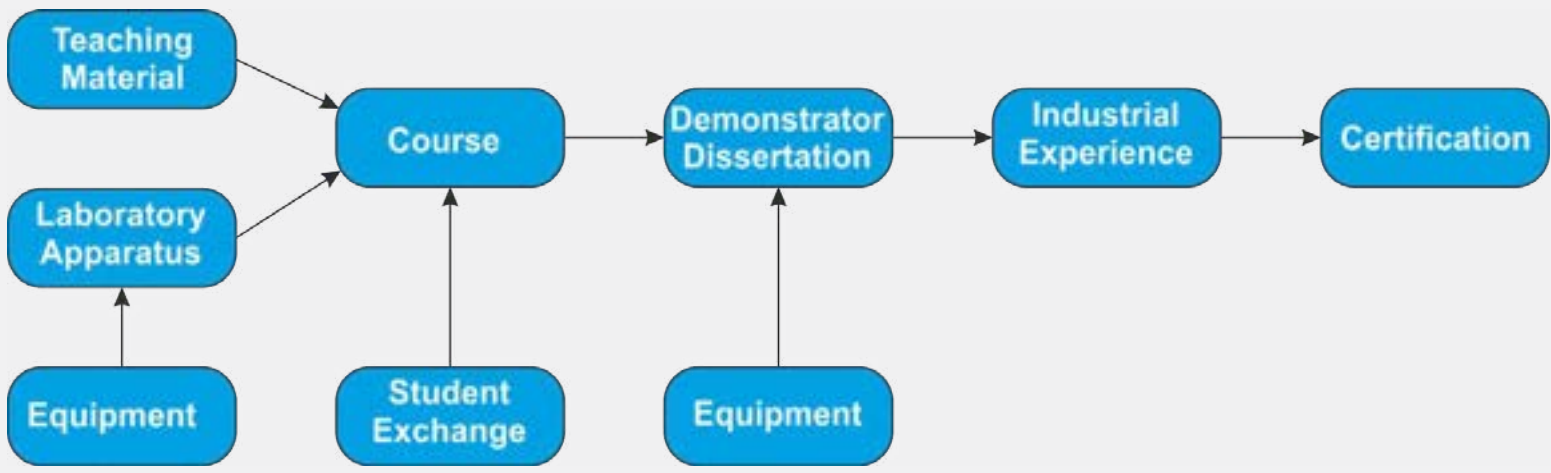 Teaching
Material
Laboratory
Apparatus
Equipment
Course
Student
Exchange
Demonstrator
Dissertation
Equipment
Industrial
Experience
Certification